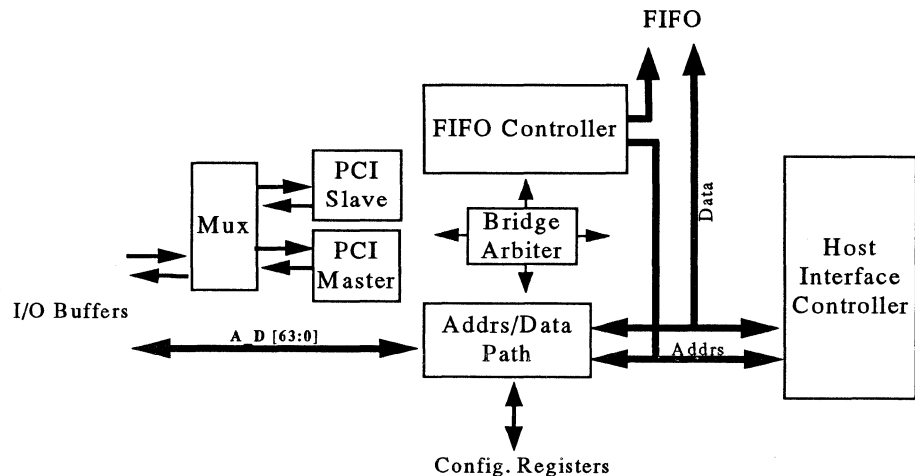 FIFO
FIFO Controller
PCI
Slave
Mux
PCI
Master
Bridge
Arbiter
Data
Host
Interface
Controller
I/O Buffers
A_D [63:0]
Addrs/Data
Path
Addrs
Config. Registers